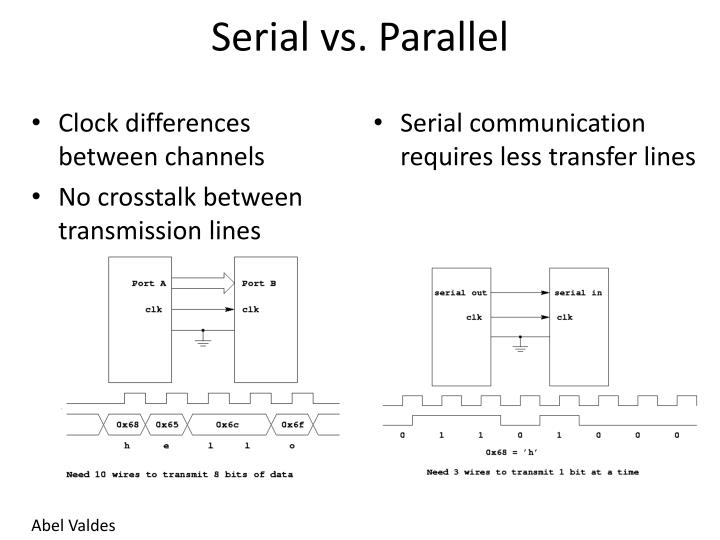 Serial vs. Parallel
• Clock differences
between channels
• No crosstalk between
transmission lines
• Serial communication
requires less transfer lines
Port A
Port B
clk
clk
0x68 0x65 0x6c 0x6f
h e l l o
Need 10 wires to transmit 8 bits of data
serial out
serial in
clk
clk
0 1 1 0 1 0 0 0
0x68 = 'h'
Need 3 wires to transmit 1 bit at a time
Abel Valdes